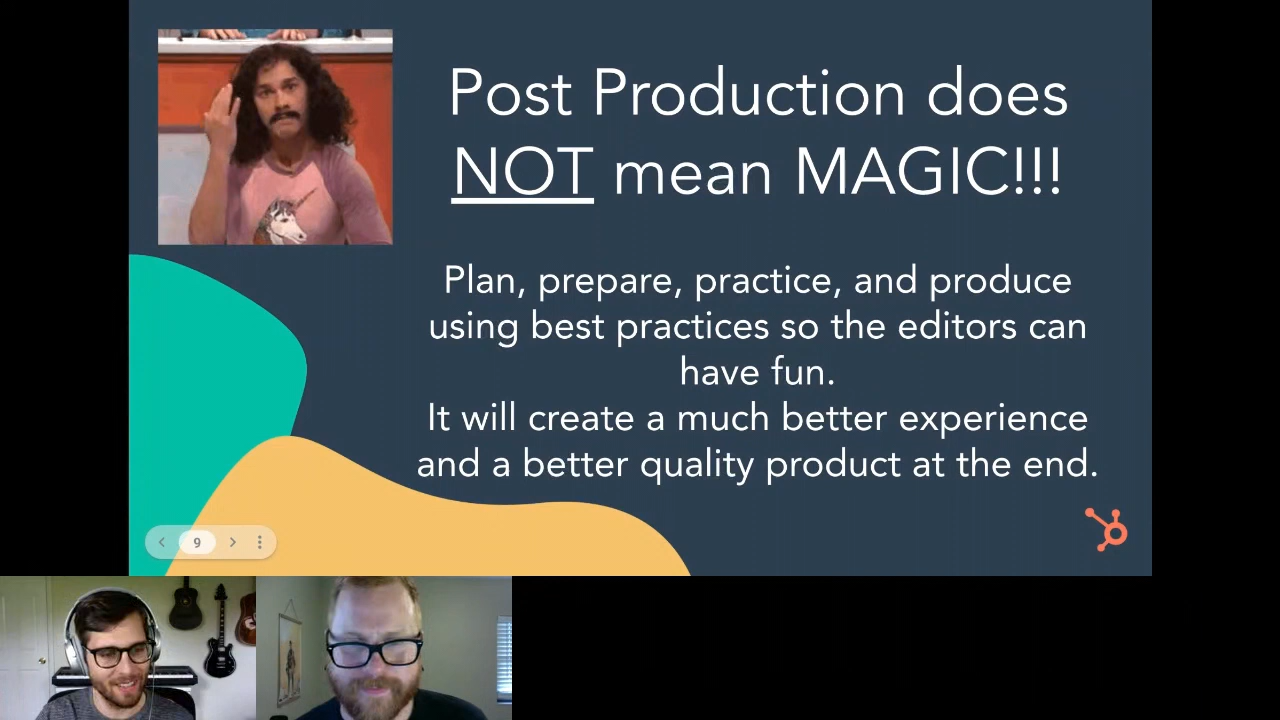 Post Production does
NOT mean MAGIC!!!
Plan, prepare, practice, and produce
using best practices so the editors can
have fun.
It will create a much better experience
and a better quality product at the end.
9